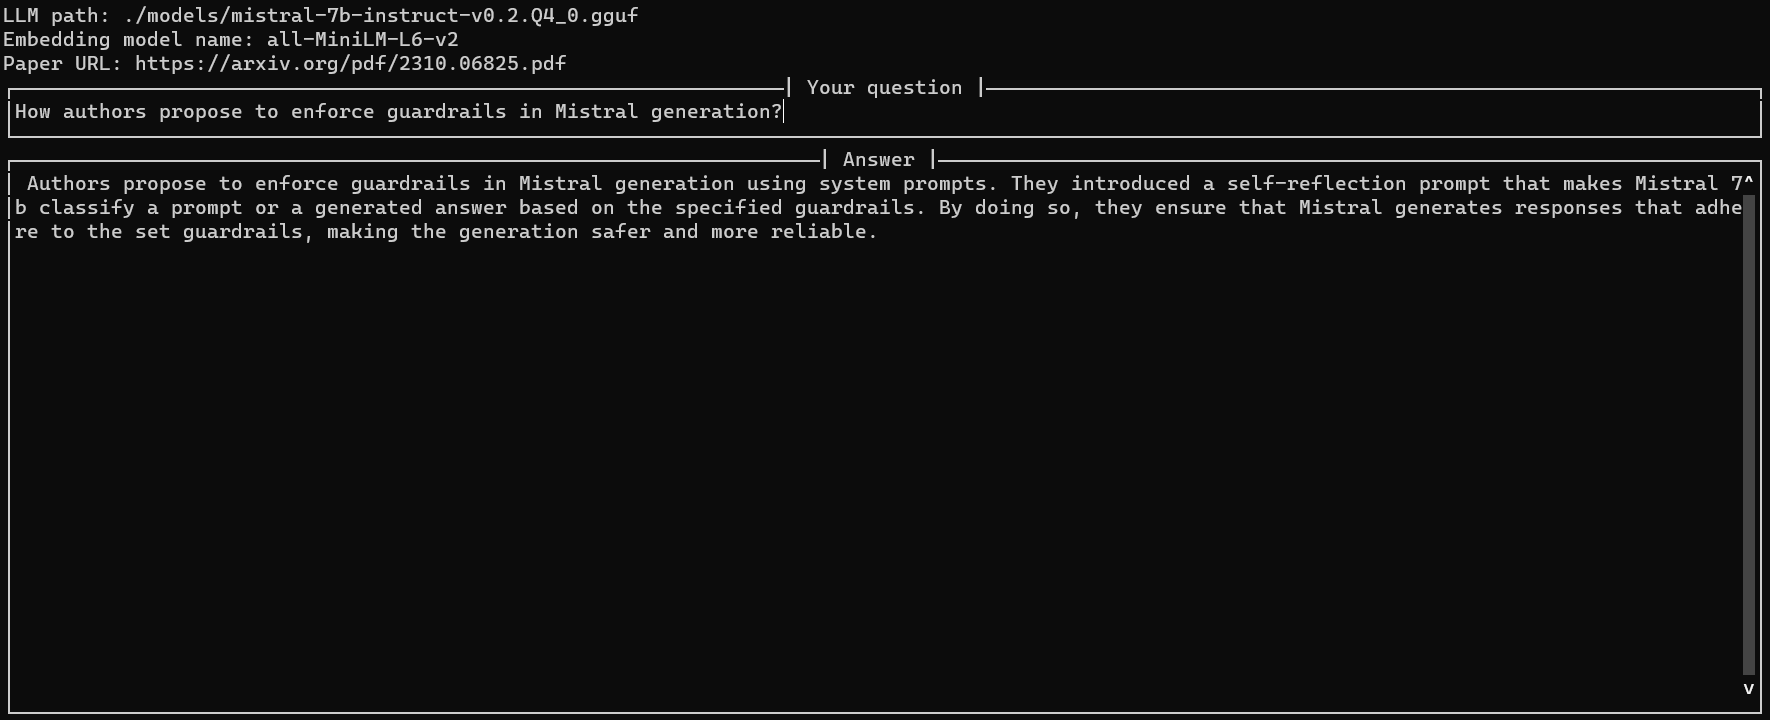 LLM path: ./models/mistral-7b-instruct-v0.2.Q4_0.gguf
Embedding model name: all-MiniLM-L6-v2
Paper URL: https://arxiv.org/pdf/2310.06825.pdf
Your question
How authors propose to enforce guardrails in Mistral generation?
Answer
Authors propose to enforce guardrails in Mistral generation using system prompts. They introduced a self-reflection prompt that makes Mistral 7^
b classify a prompt or a generated answer based on the specified guardrails. By doing so, they ensure that Mistral generates responses that adhe
re to the set guardrails, making the generation safer and more reliable.
v